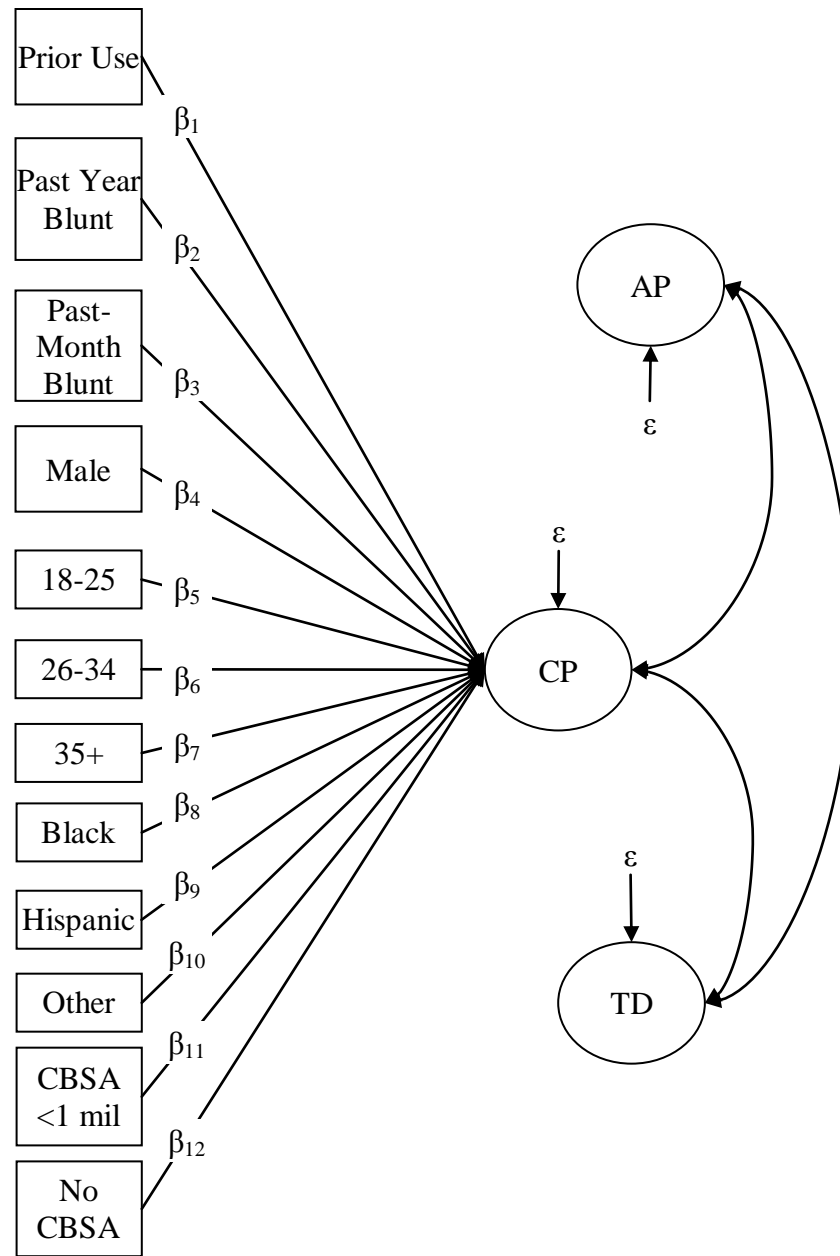 Prior Use
Past Year
Blunt
Past-
Month
Blunt
Male
18-25
26-34
35+
Black
Hispanic
Other
CBSA
<1 mil
No
CBSA
β₁
β₂
β₃
β₄
β₅
β₆
β₇
β₈
β₉
β₁₀
β₁₁
β₁₂
AP
ε
ε
CP
ε
TD